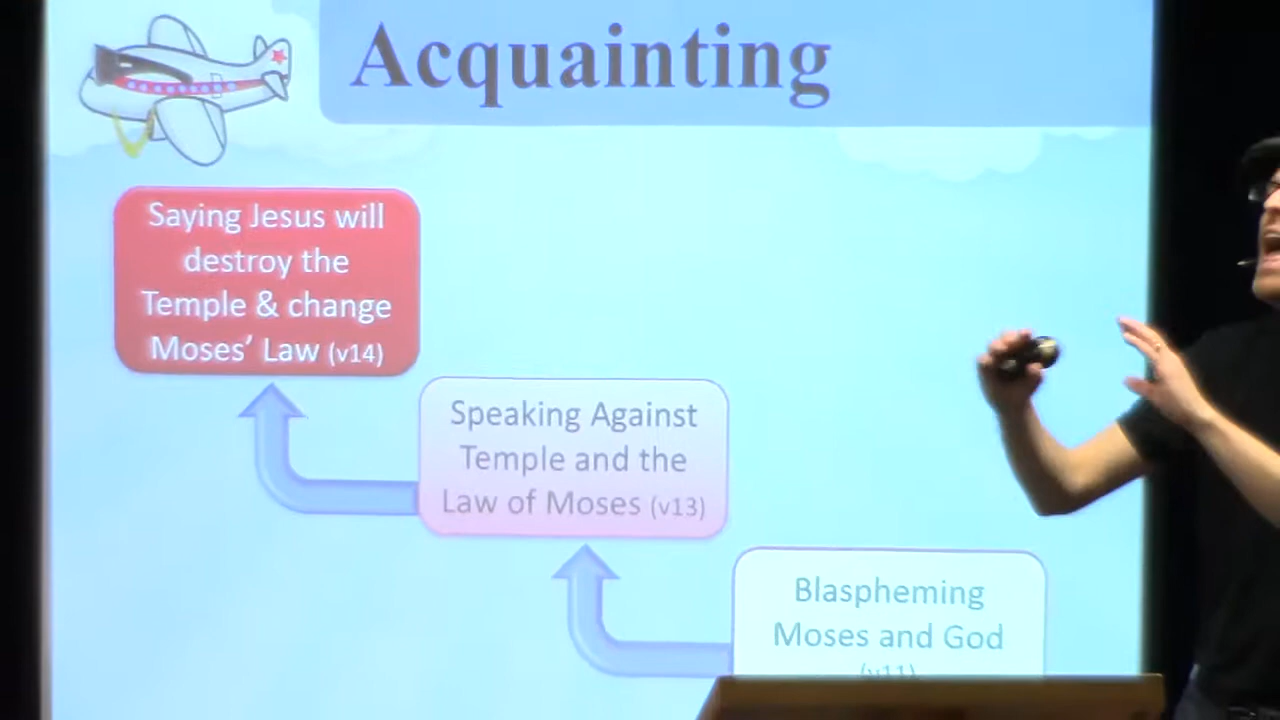 Acquainting
Saying Jesus will
destroy the
Temple & change
Moses’ Law (v14)
Speaking Against
Temple and the
Law of Moses (v13)
Blaspheming
Moses and God
(v11)